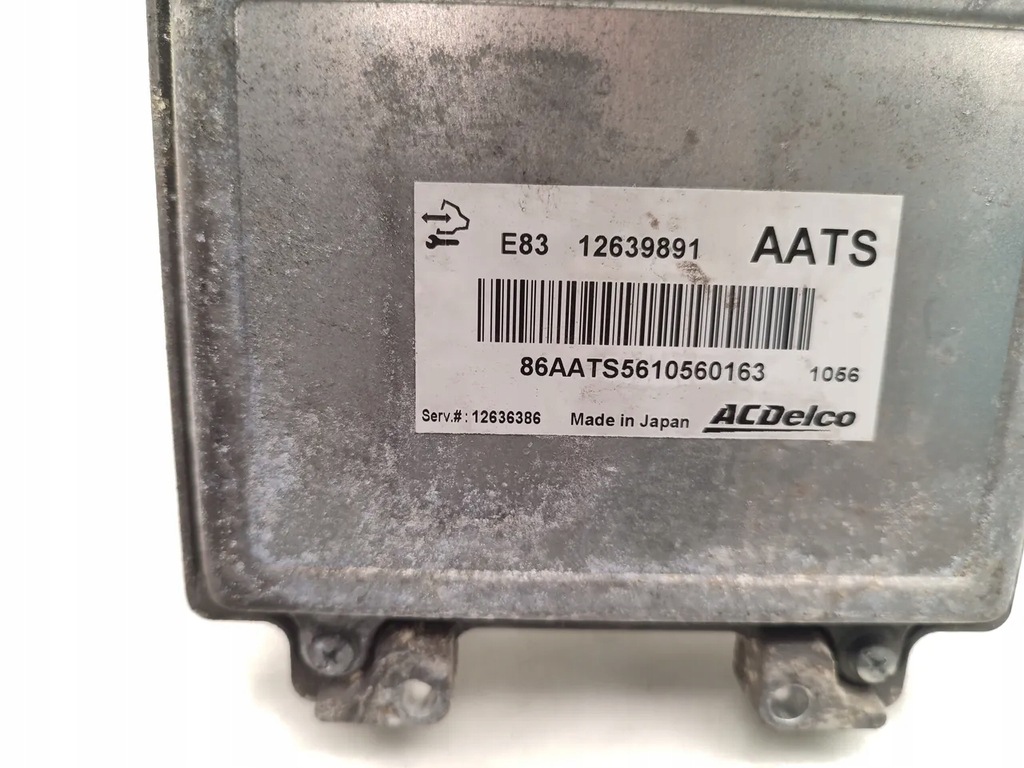 E83 12639891 AATS
86AATS5610560163 1056
Serv.#: 12636386 Made in Japan ACDelco